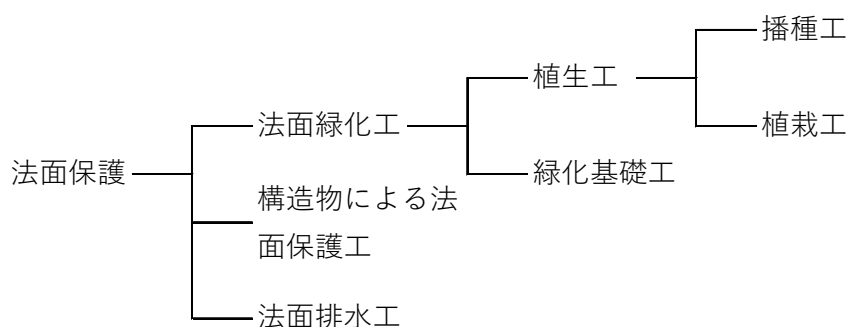 播種工
植生工
法面緑化工
植栽工
法面保護
緑化基礎工
構造物による法
面保護工
法面排水工